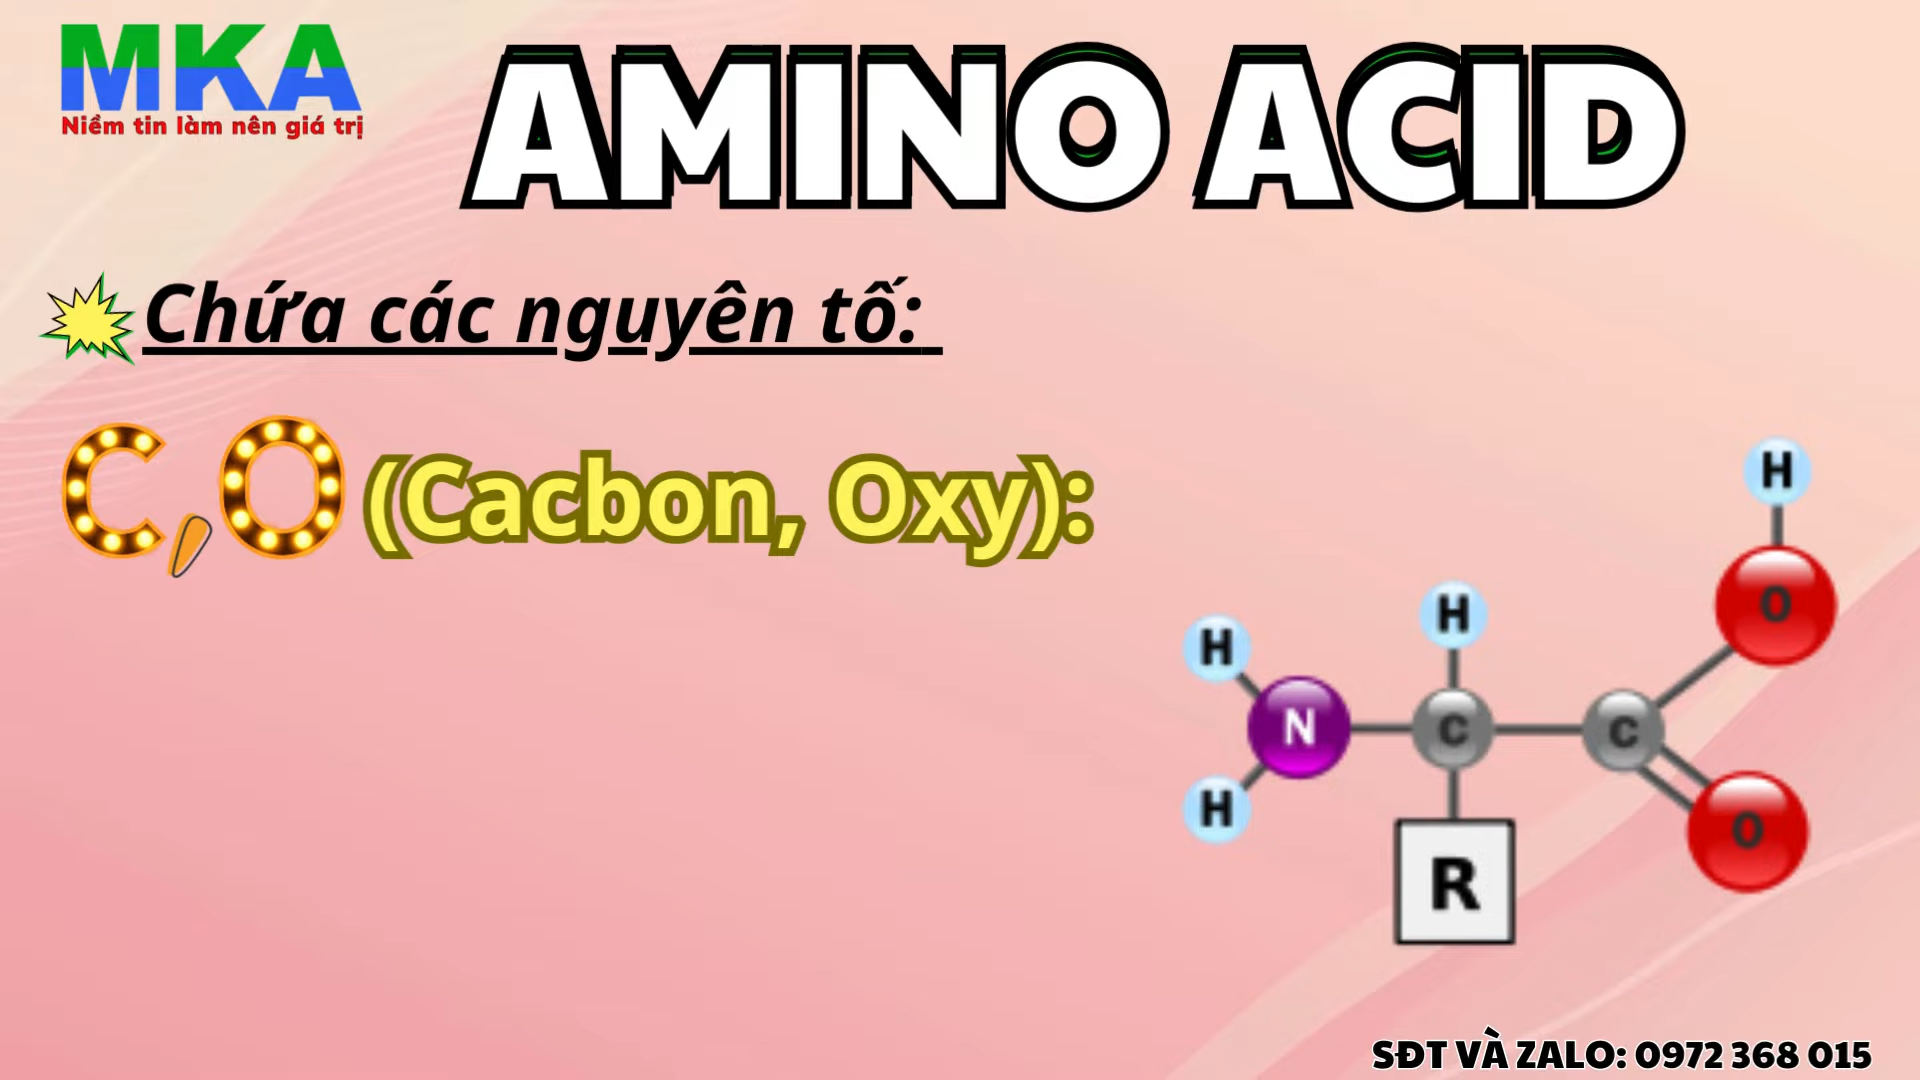 MKA
Niềm tin làm nên giá trị
AMINO ACID
Chứa các nguyên tố:
C,O (Cacbon, Oxy):
H
O
H
H
N
C
C
H
O
R
SĐT VÀ ZALO: 0972 368 015